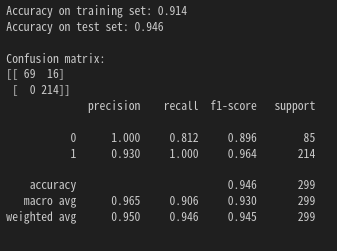 Accuracy on training set: 0.914
Accuracy on test set: 0.946
Confusion matrix:
[[ 69  16]
 [  0 214]]
precision    recall  f1-score   support
0      1.000     0.812     0.896        85
1      0.930     1.000     0.964       214
accuracy                          0.946       299
macro avg      0.965     0.906     0.930       299
weighted avg      0.950     0.946     0.945       299